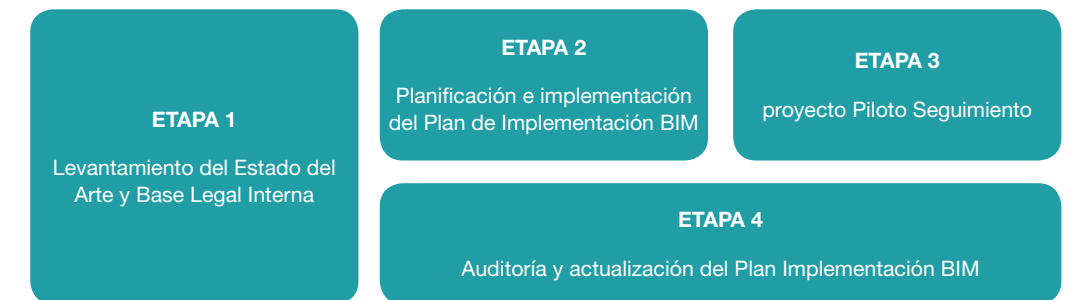 ETAPA 1
Levantamiento del Estado del
Arte y Base Legal Interna
ETAPA 2
Planificación e implementación
del Plan de Implementación BIM
ETAPA 3
proyecto Piloto Seguimiento
ETAPA 4
Auditoría y actualización del Plan Implementación BIM